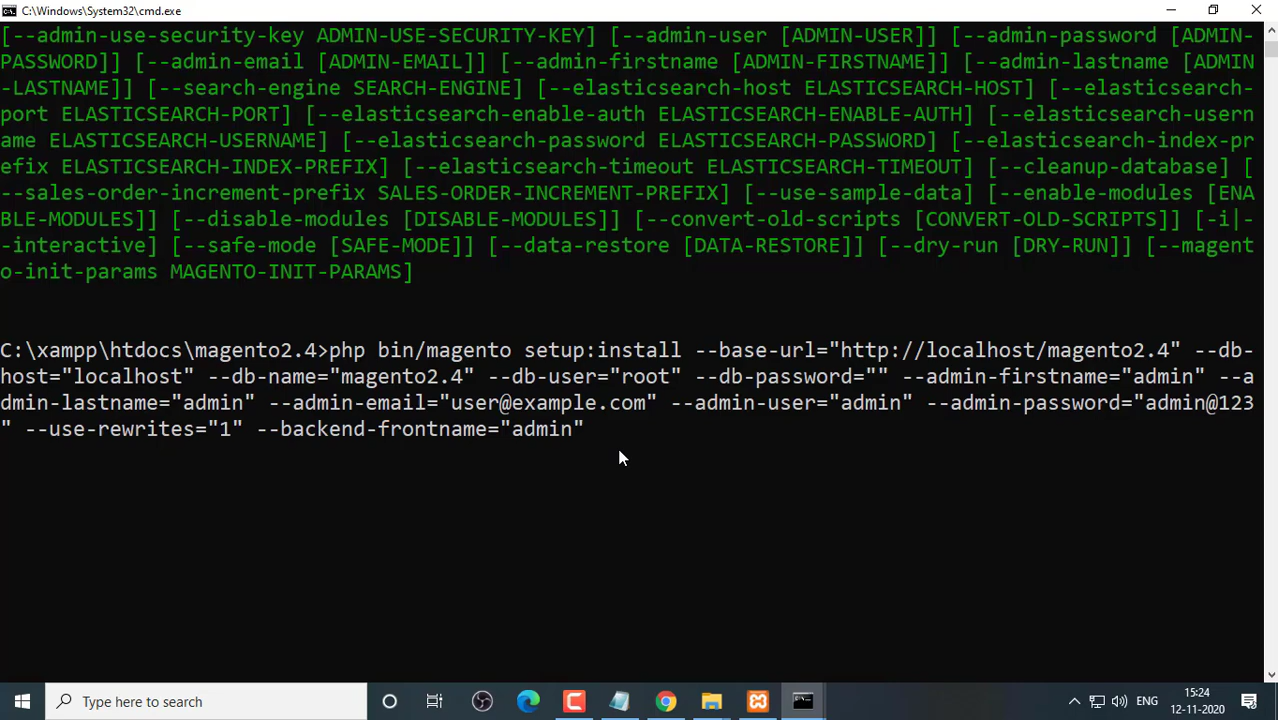 C:\Windows\System32\cmd.exe
[--admin-use-security-key ADMIN-USE-SECURITY-KEY] [--admin-user [ADMIN-USER]] [--admin-password [ADMIN-
PASSWORD]] [--admin-email [ADMIN-EMAIL]] [--admin-firstname [ADMIN-FIRSTNAME]] [--admin-lastname [ADMIN
-LASTNAME]] [--search-engine SEARCH-ENGINE] [--elasticsearch-host ELASTICSEARCH-HOST] [--elasticsearch-
port ELASTICSEARCH-PORT] [--elasticsearch-enable-auth ELASTICSEARCH-ENABLE-AUTH] [--elasticsearch-usern
ame ELASTICSEARCH-USERNAME] [--elasticsearch-password ELASTICSEARCH-PASSWORD] [--elasticsearch-index-pr
efix ELASTICSEARCH-INDEX-PREFIX] [--elasticsearch-timeout ELASTICSEARCH-TIMEOUT] [--cleanup-database] [
--sales-order-increment-prefix SALES-ORDER-INCREMENT-PREFIX] [--use-sample-data] [--enable-modules [ENA
BLE-MODULES]] [--disable-modules [DISABLE-MODULES]] [--convert-old-scripts [CONVERT-OLD-SCRIPTS]] [-i|-
-interactive] [--safe-mode [SAFE-MODE]] [--data-restore [DATA-RESTORE]] [--dry-run [DRY-RUN]] [--magent
o-init-params MAGENTO-INIT-PARAMS]
C:\xampp\htdocs\magento2.4>php bin/magento setup:install --base-url="http://localhost/magento2.4" --db-
host="localhost" --db-name="magento2.4" --db-user="root" --db-password="" --admin-firstname="admin" --a
dmin-lastname="admin" --admin-email="user@example.com" --admin-user="admin" --admin-password="admin@123
" --use-rewrites="1" --backend-frontname="admin"
Type here to search
ENG
15:24
12-11-2020